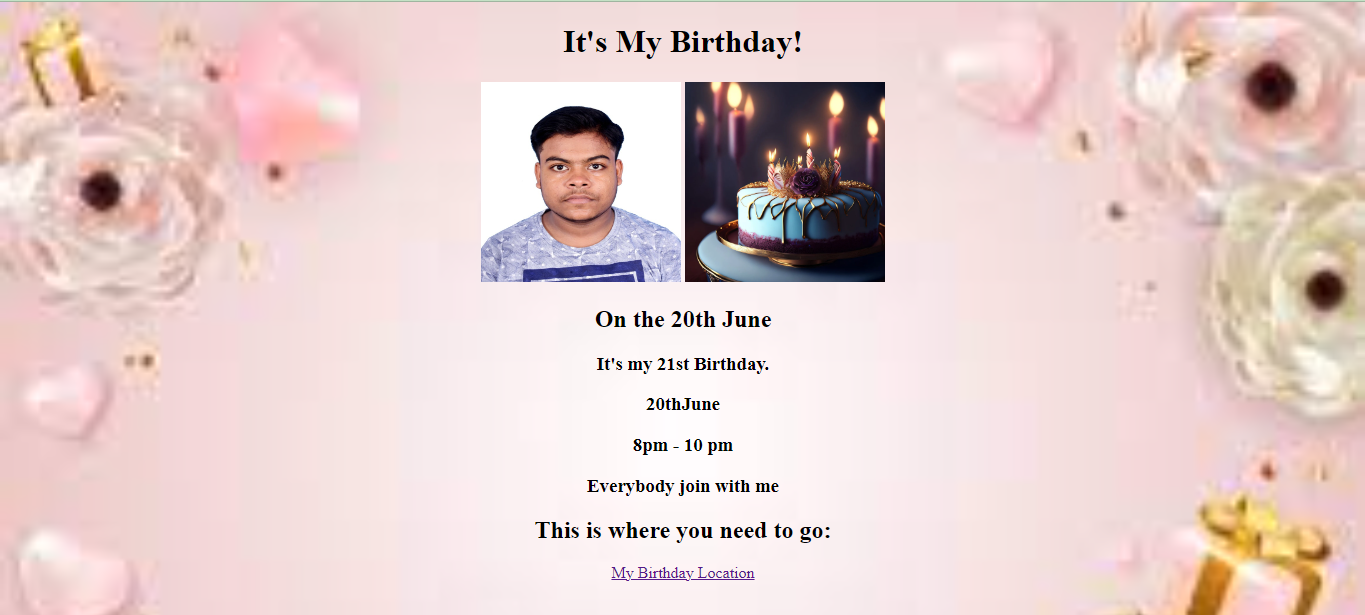 It's My Birthday!
On the 20th June
It's my 21st Birthday.
20thJune
8pm - 10 pm
Everybody join with me
This is where you need to go:
My Birthday Location